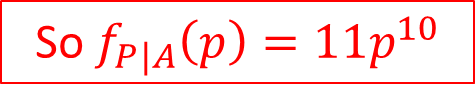 So f_{P|A}(p) = 11p^{10}